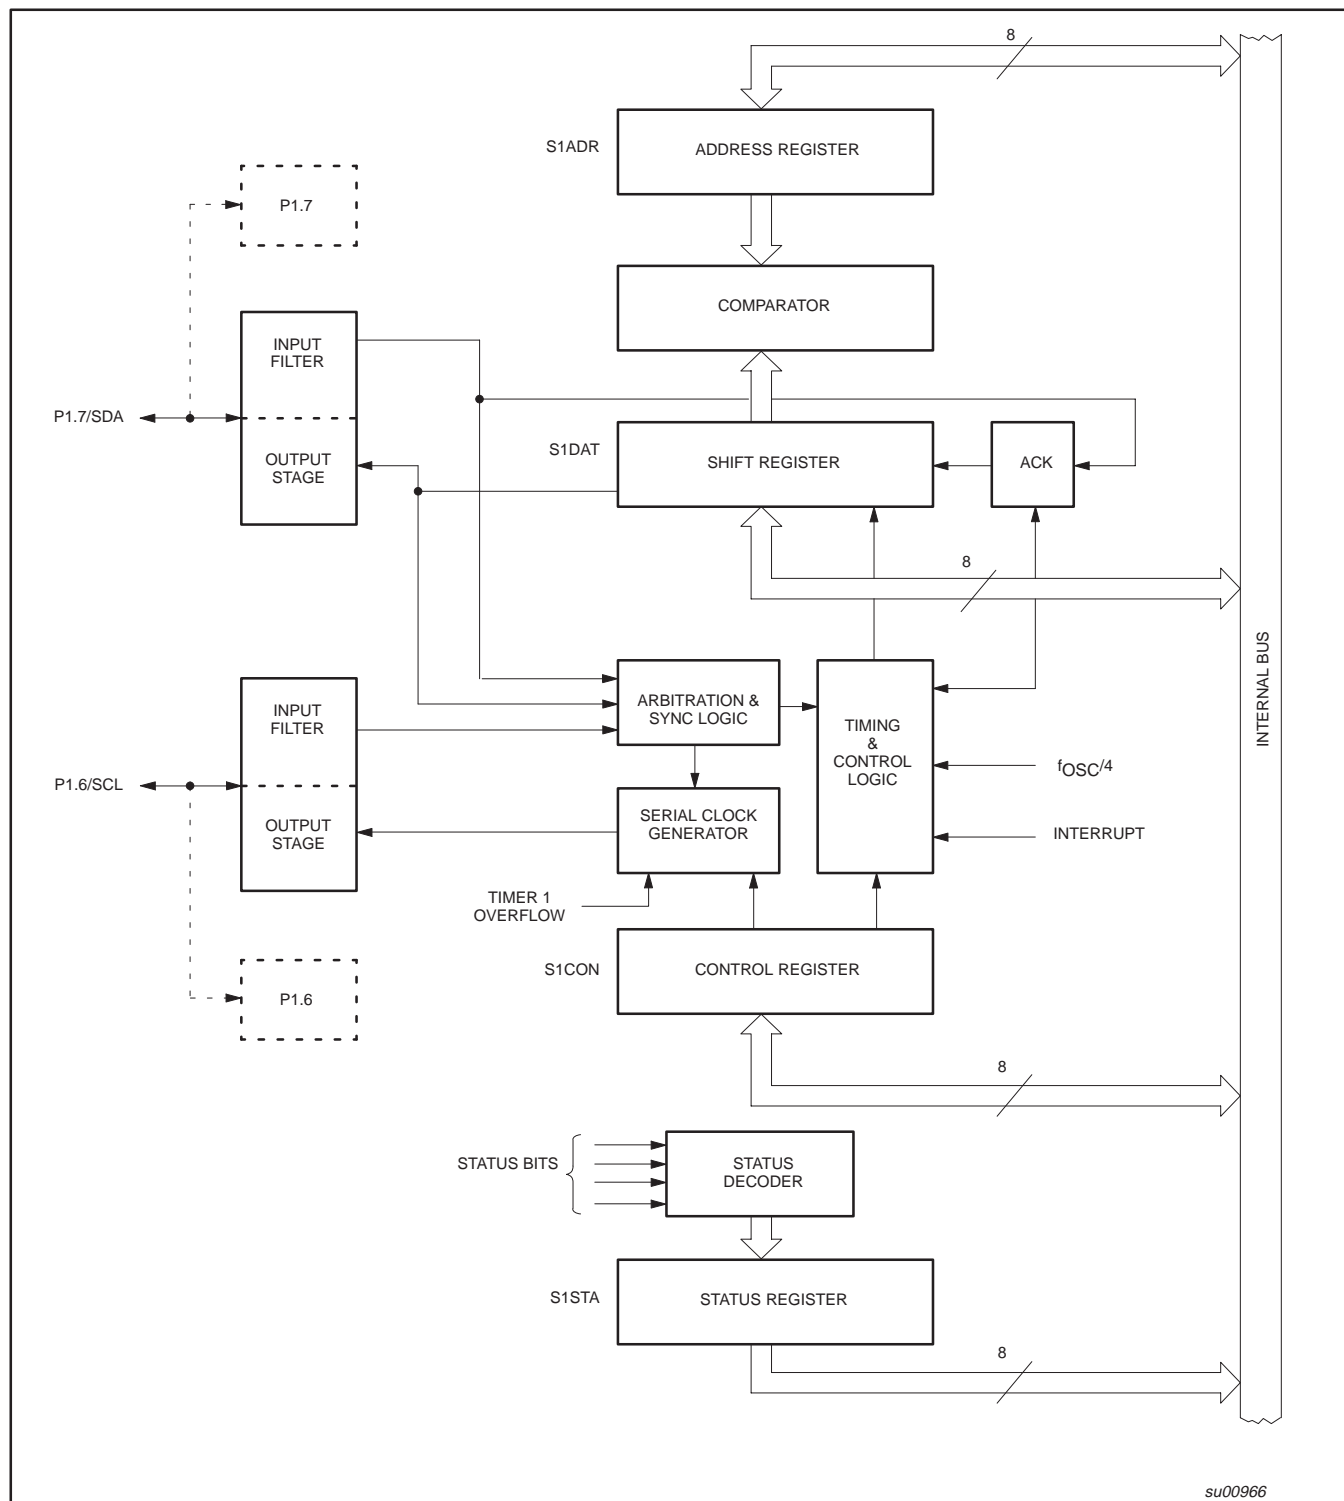 8
S1ADR
ADDRESS REGISTER
P1.7
COMPARATOR
INPUT
FILTER
P1.7/SDA
OUTPUT
STAGE
S1DAT
SHIFT REGISTER
ACK
8
INTERNAL BUS
INPUT
FILTER
ARBITRATION &
SYNC LOGIC
TIMING
&
CONTROL
LOGIC
fOSC/4
P1.6/SCL
OUTPUT
STAGE
SERIAL CLOCK
GENERATOR
INTERRUPT
TIMER 1
OVERFLOW
S1CON
CONTROL REGISTER
P1.6
8
STATUS BITS
STATUS
DECODER
S1STA
STATUS REGISTER
8
su00966